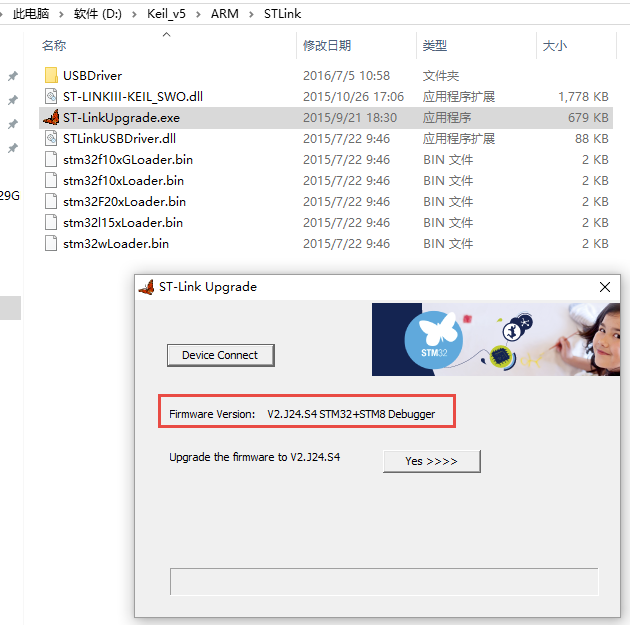 此电脑 > 软件 (D:) > Keil_v5 > ARM > STLink
名称 修改日期 类型 大小
USBDriver 2016/7/5 10:58 文件夹
ST-LINKIII-KEIL_SWO.dll 2015/10/26 17:06 应用程序扩展 1,778 KB
ST-LinkUpgrade.exe 2015/9/21 18:30 应用程序 679 KB
STLinkUSBDriver.dll 2015/7/22 9:46 应用程序扩展 88 KB
stm32f10xGLoader.bin 2015/7/22 9:46 BIN 文件 2 KB
stm32f10xLoader.bin 2015/7/22 9:46 BIN 文件 2 KB
29G
stm32F20xLoader.bin 2015/7/22 9:46 BIN 文件 2 KB
stm32l15xLoader.bin 2015/7/22 9:46 BIN 文件 2 KB
stm32wLoader.bin 2015/7/22 9:46 BIN 文件 2 KB
ST-Link Upgrade
Device Connect
STM32
Firmware Version: V2.J24.S4 STM32+STM8 Debugger
Upgrade the firmware to V2.J24.S4 Yes >>>>